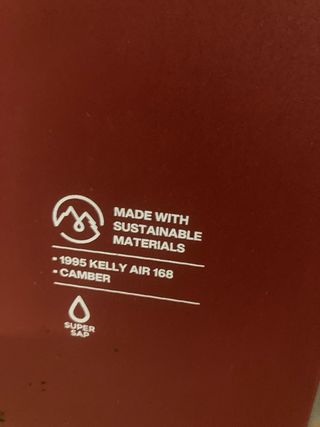 MADE WITH
SUSTAINABLE
MATERIALS
• 1995 KELLY AIR 168
• CAMBER
SUPER
SAP